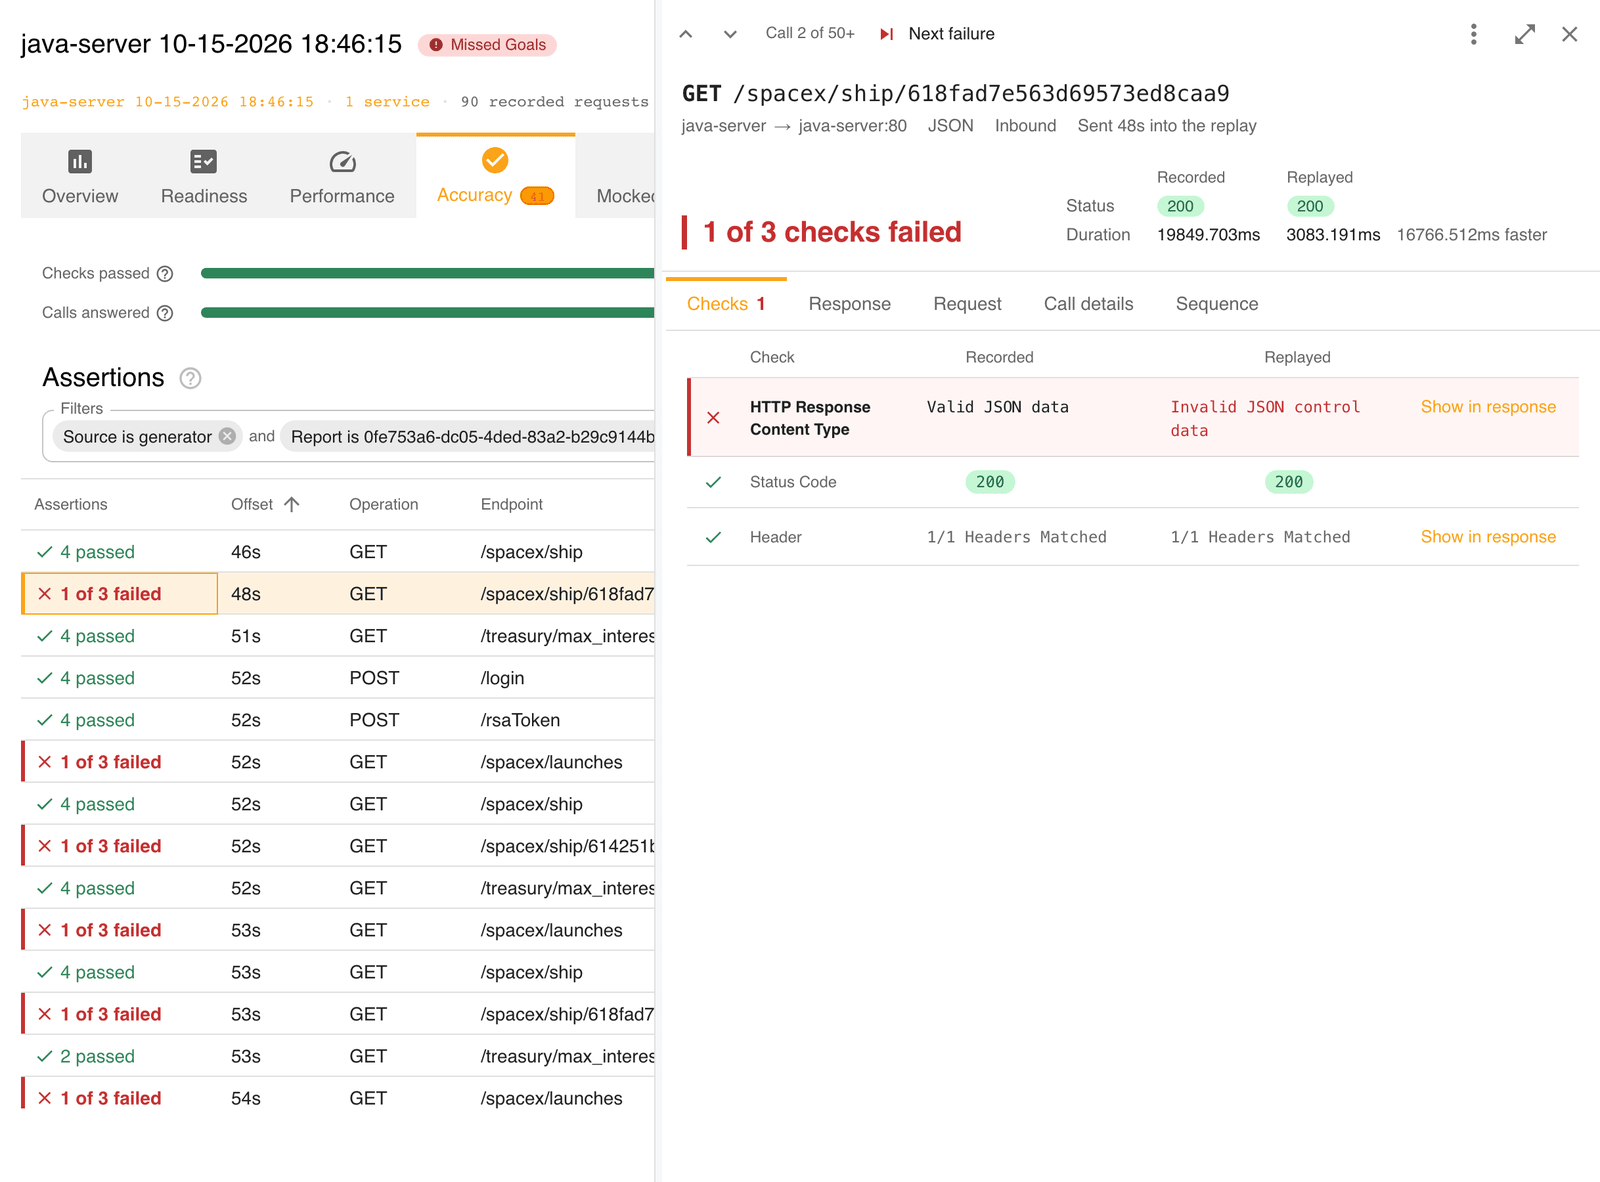 java-server 10-15-2026 18:46:15 Missed Goals
java-server 10-15-2026 18:46:15 · 1 service · 90 recorded requests
Overview
Readiness
Performance
Accuracy 41
Mocked
Checks passed
Calls answered
Assertions
Filters
Source is generator and Report is 0fe753a6-dc05-4ded-83a2-b29c9144b
Assertions Offset Operation Endpoint
4 passed 46s GET /spacex/ship
1 of 3 failed 48s GET /spacex/ship/618fad7
4 passed 51s GET /treasury/max_interes
4 passed 52s POST /login
4 passed 52s POST /rsaToken
1 of 3 failed 52s GET /spacex/launches
4 passed 52s GET /spacex/ship
1 of 3 failed 52s GET /spacex/ship/614251b
4 passed 52s GET /treasury/max_interes
1 of 3 failed 53s GET /spacex/launches
4 passed 53s GET /spacex/ship
1 of 3 failed 53s GET /spacex/ship/618fad7
2 passed 53s GET /treasury/max_interes
1 of 3 failed 54s GET /spacex/launches
Call 2 of 50+ Next failure
GET /spacex/ship/618fad7e563d69573ed8caa9
java-server → java-server:80 JSON Inbound Sent 48s into the replay
1 of 3 checks failed
Recorded Replayed
Status 200 200
Duration 19849.703ms 3083.191ms 16766.512ms faster
Checks 1 Response Request Call details Sequence
Check Recorded Replayed
HTTP Response Content Type Valid JSON data Invalid JSON control data Show in response
Status Code 200 200
Header 1/1 Headers Matched 1/1 Headers Matched Show in response